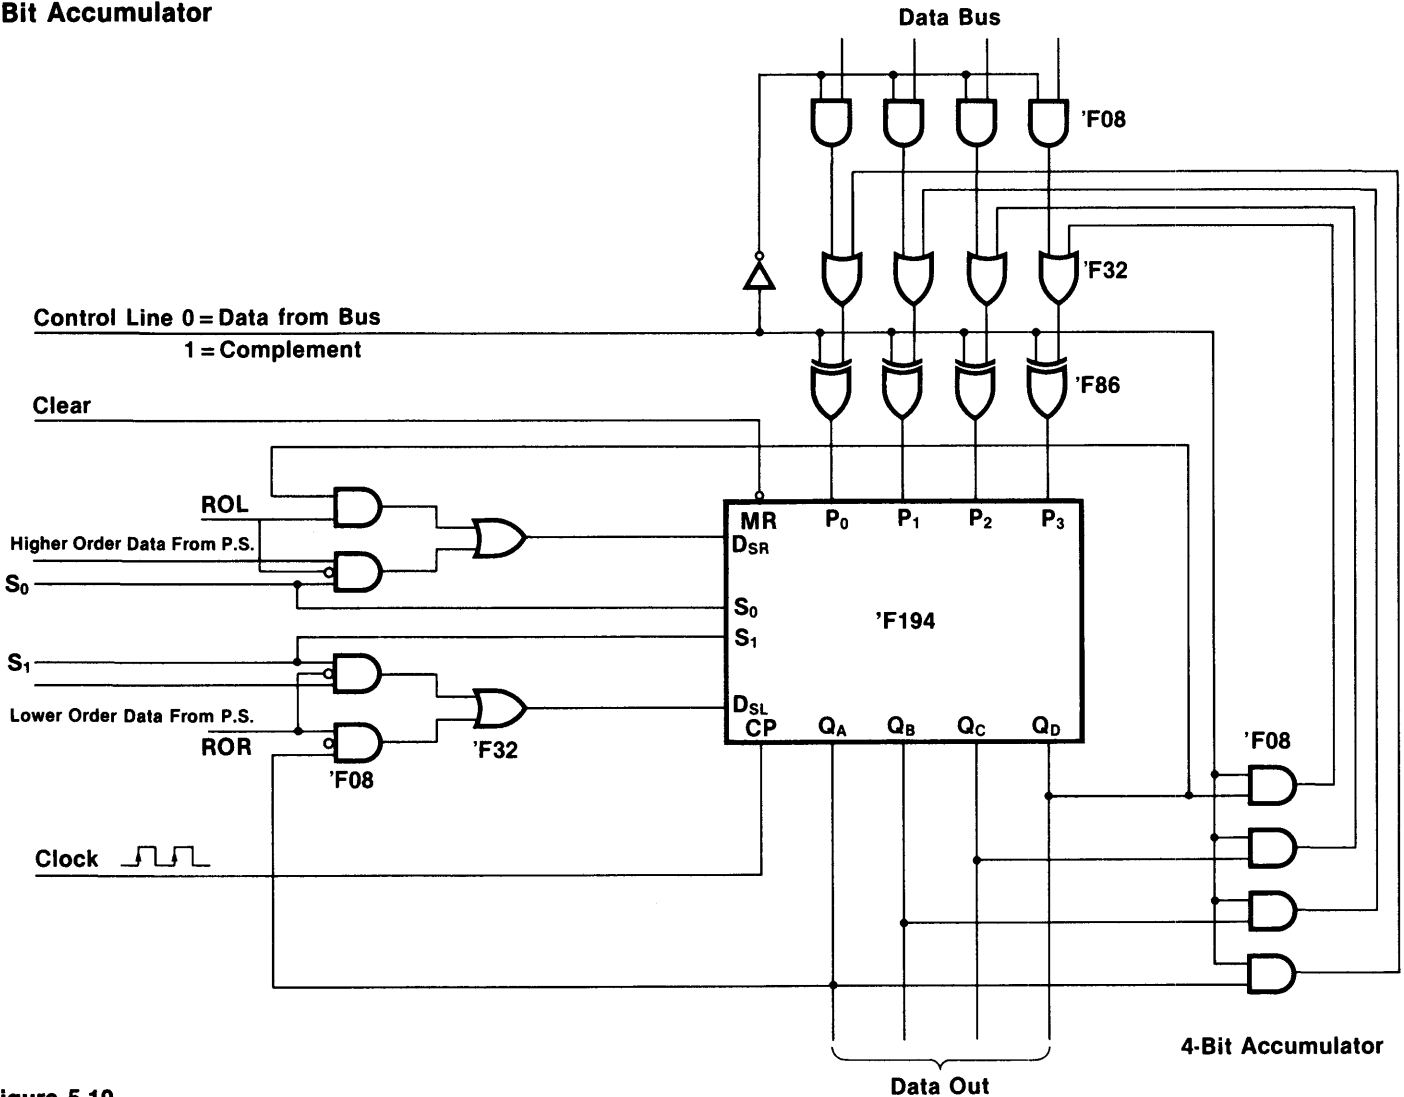 Bit Accumulator
Data Bus
'F08
'F32
Control Line 0=Data from Bus
1=Complement
'F86
Clear
ROL
Higher Order Data From P.S.
S0
MR
P0
P1
P2
P3
DSR
S0
S1
'F194
S1
Lower Order Data From P.S.
ROR
'F08
'F32
DSL
CP
QA
QB
QC
QD
'F08
Clock
4-Bit Accumulator
Data Out